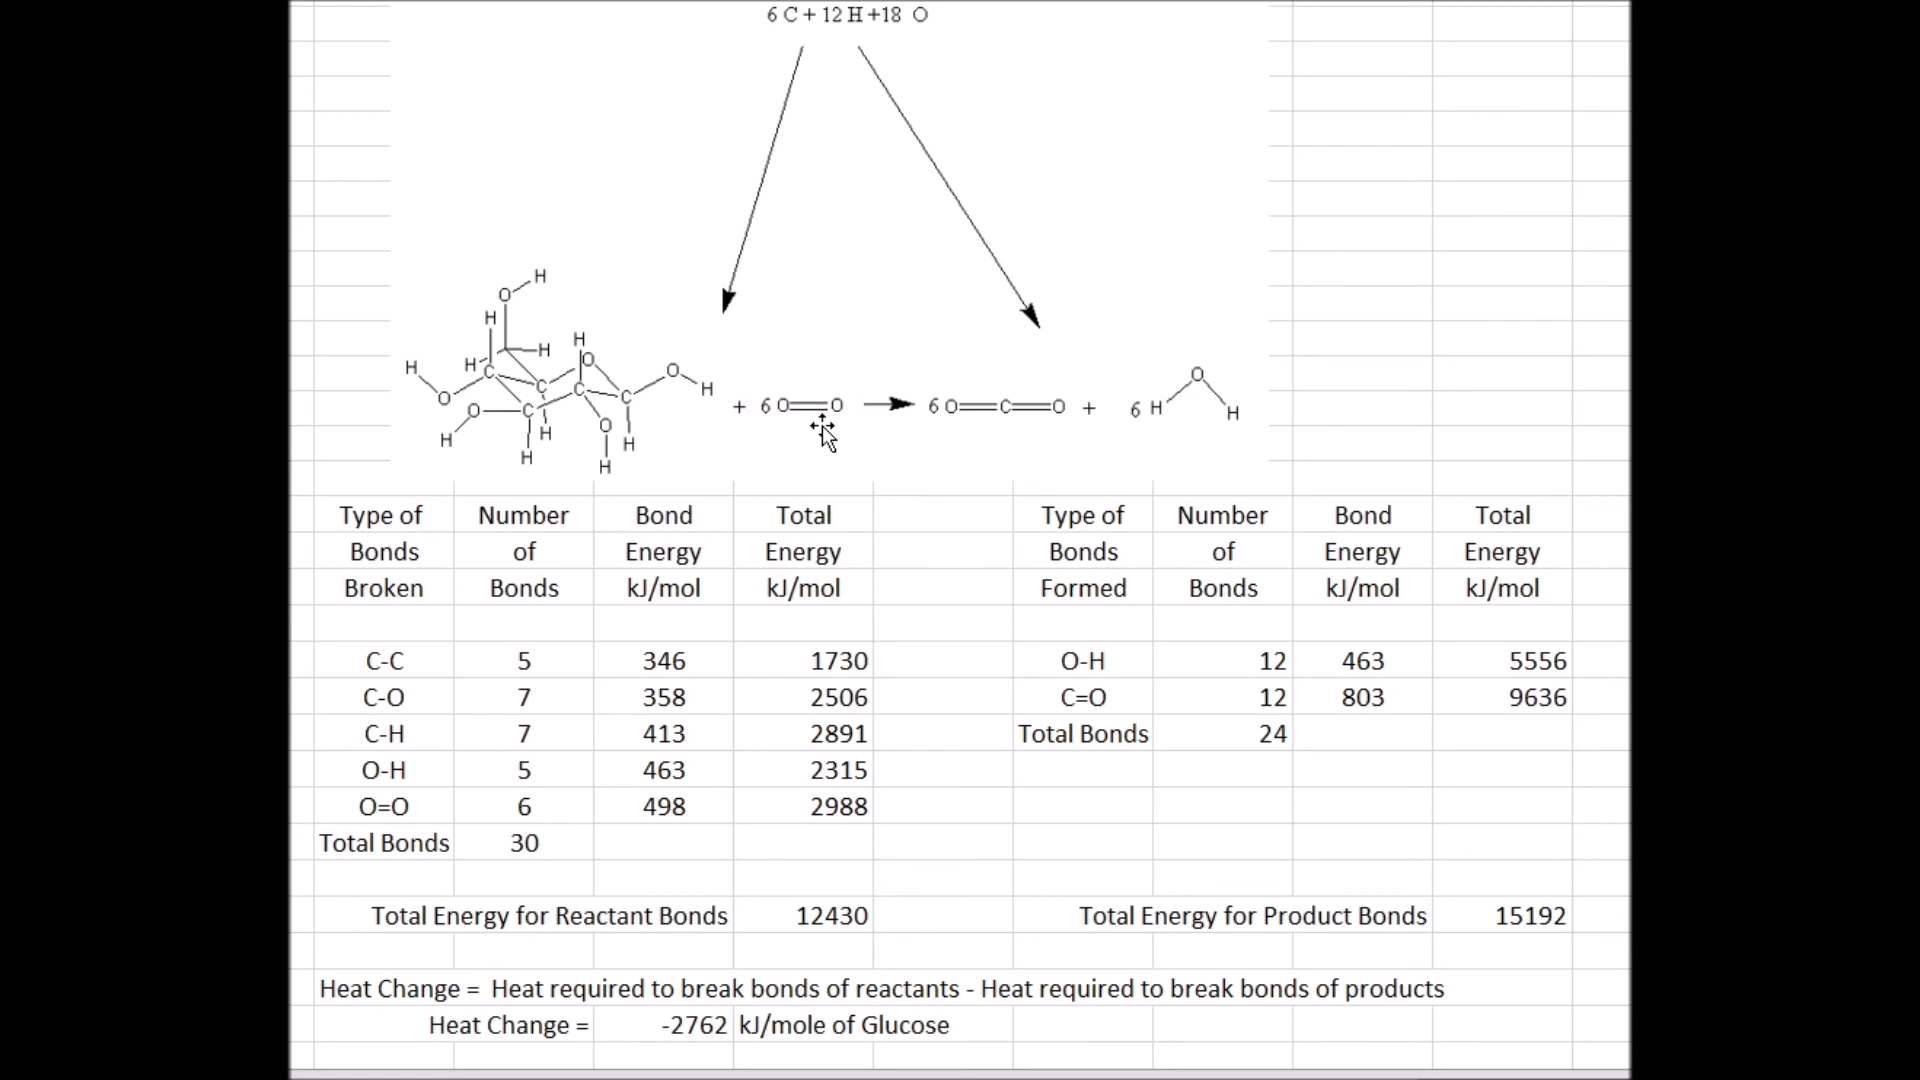 6 C + 12 H +18 O
H
O
H
H
H
H
H
O
H
C
C
O
C
C
O
H
O
O
C
H
C
H
O
H
H
H
H
+ 6 O=O → 6 O=C=O + 6 H O H
Type of Number Bond Total Type of Number Bond Total
Bonds of Energy Energy Bonds of Energy Energy
Broken Bonds kJ/mol kJ/mol Formed Bonds kJ/mol kJ/mol
C-C 5 346 1730 O-H 12 463 5556
C-O 7 358 2506 C=O 12 803 9636
C-H 7 413 2891 Total Bonds 24
O-H 5 463 2315
O=O 6 498 2988
Total Bonds 30
Total Energy for Reactant Bonds 12430 Total Energy for Product Bonds 15192
Heat Change = Heat required to break bonds of reactants - Heat required to break bonds of products
Heat Change = -2762 kJ/mole of Glucose